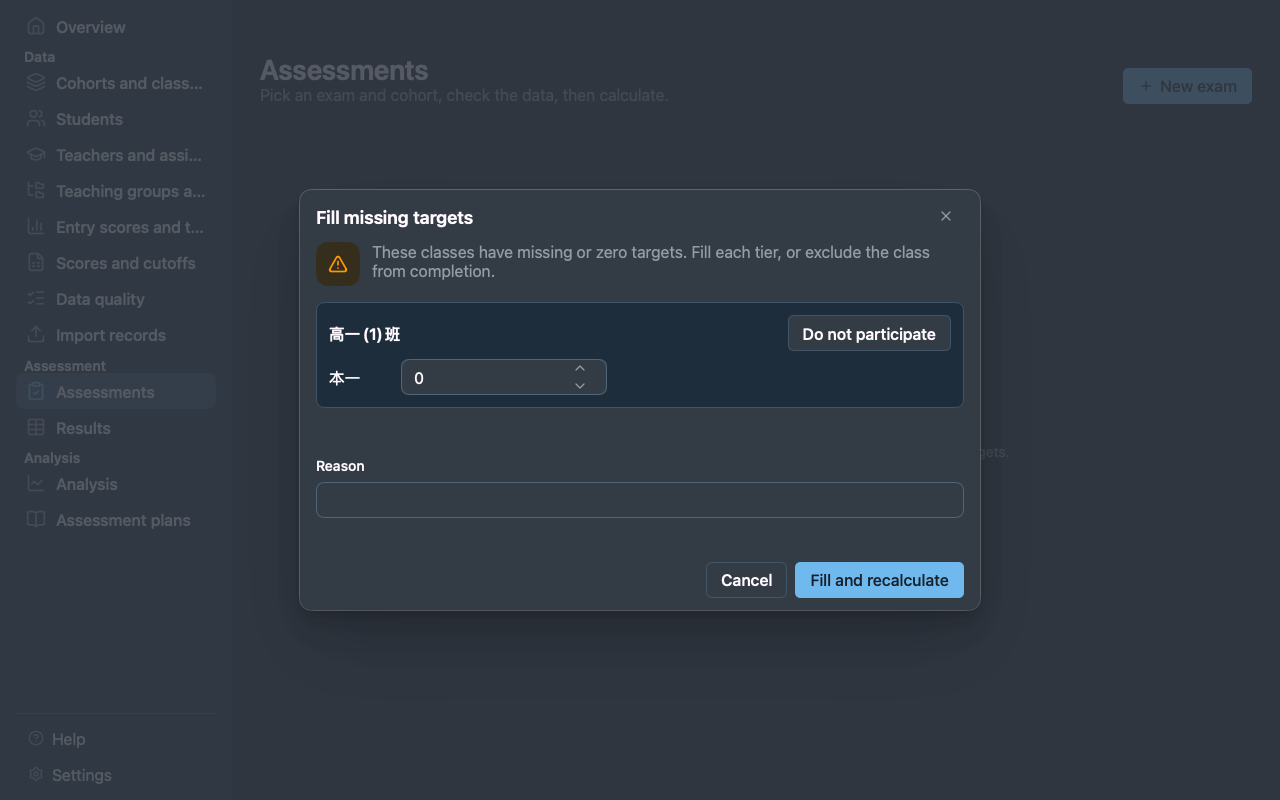 Overview
Data
Cohorts and class...
Students
Teachers and assi...
Teaching groups a...
Entry scores and t...
Scores and cutoffs
Data quality
Import records
Assessment
Assessments
Results
Analysis
Analysis
Assessment plans
Help
Settings
Assessments
Pick an exam and cohort, check the data, then calculate.
+ New exam
Fill missing targets
These classes have missing or zero targets. Fill each tier, or exclude the class
from completion.
高一 (1) 班
Do not participate
本一
0
gets.
Reason
Cancel
Fill and recalculate